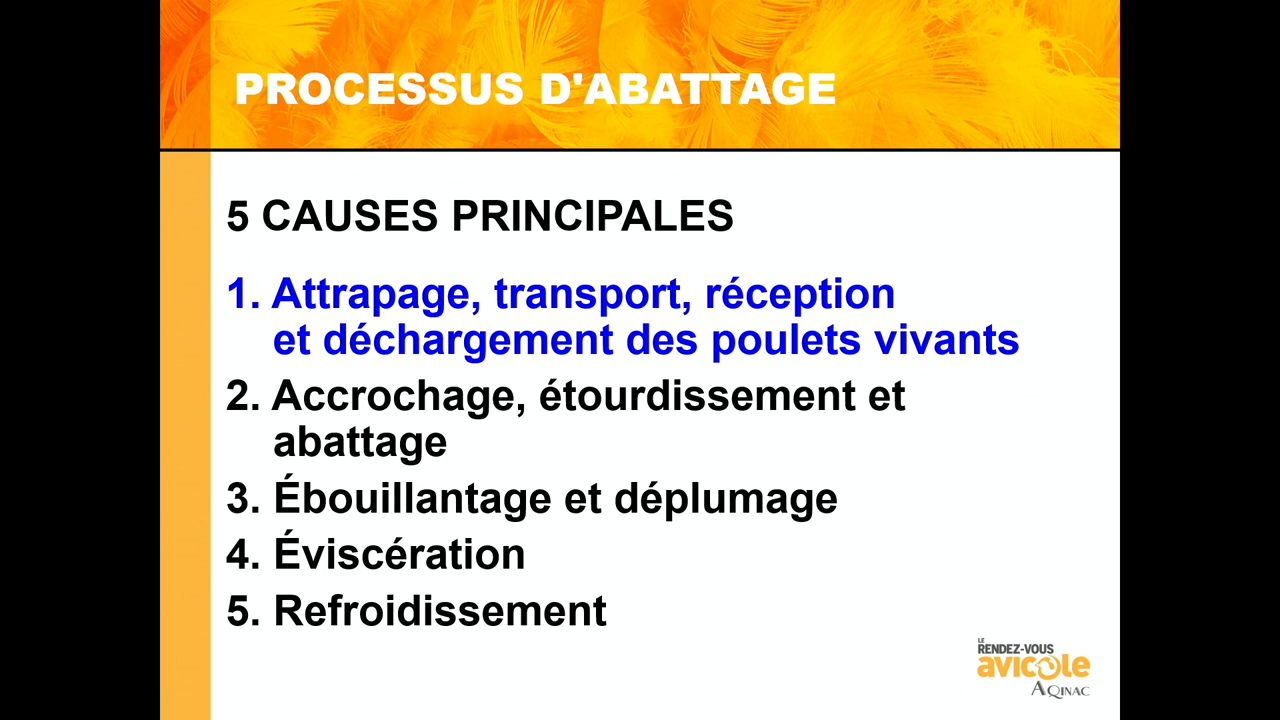 PROCESSUS D'ABATTAGE
5 CAUSES PRINCIPALES
1. Attrapage, transport, réception
et déchargement des poulets vivants
2. Accrochage, étourdissement et
abattage
3. Ébouillantage et déplumage
4. Éviscération
5. Refroidissement
LE
RENDEZ-VOUS
avicole
AQINAC